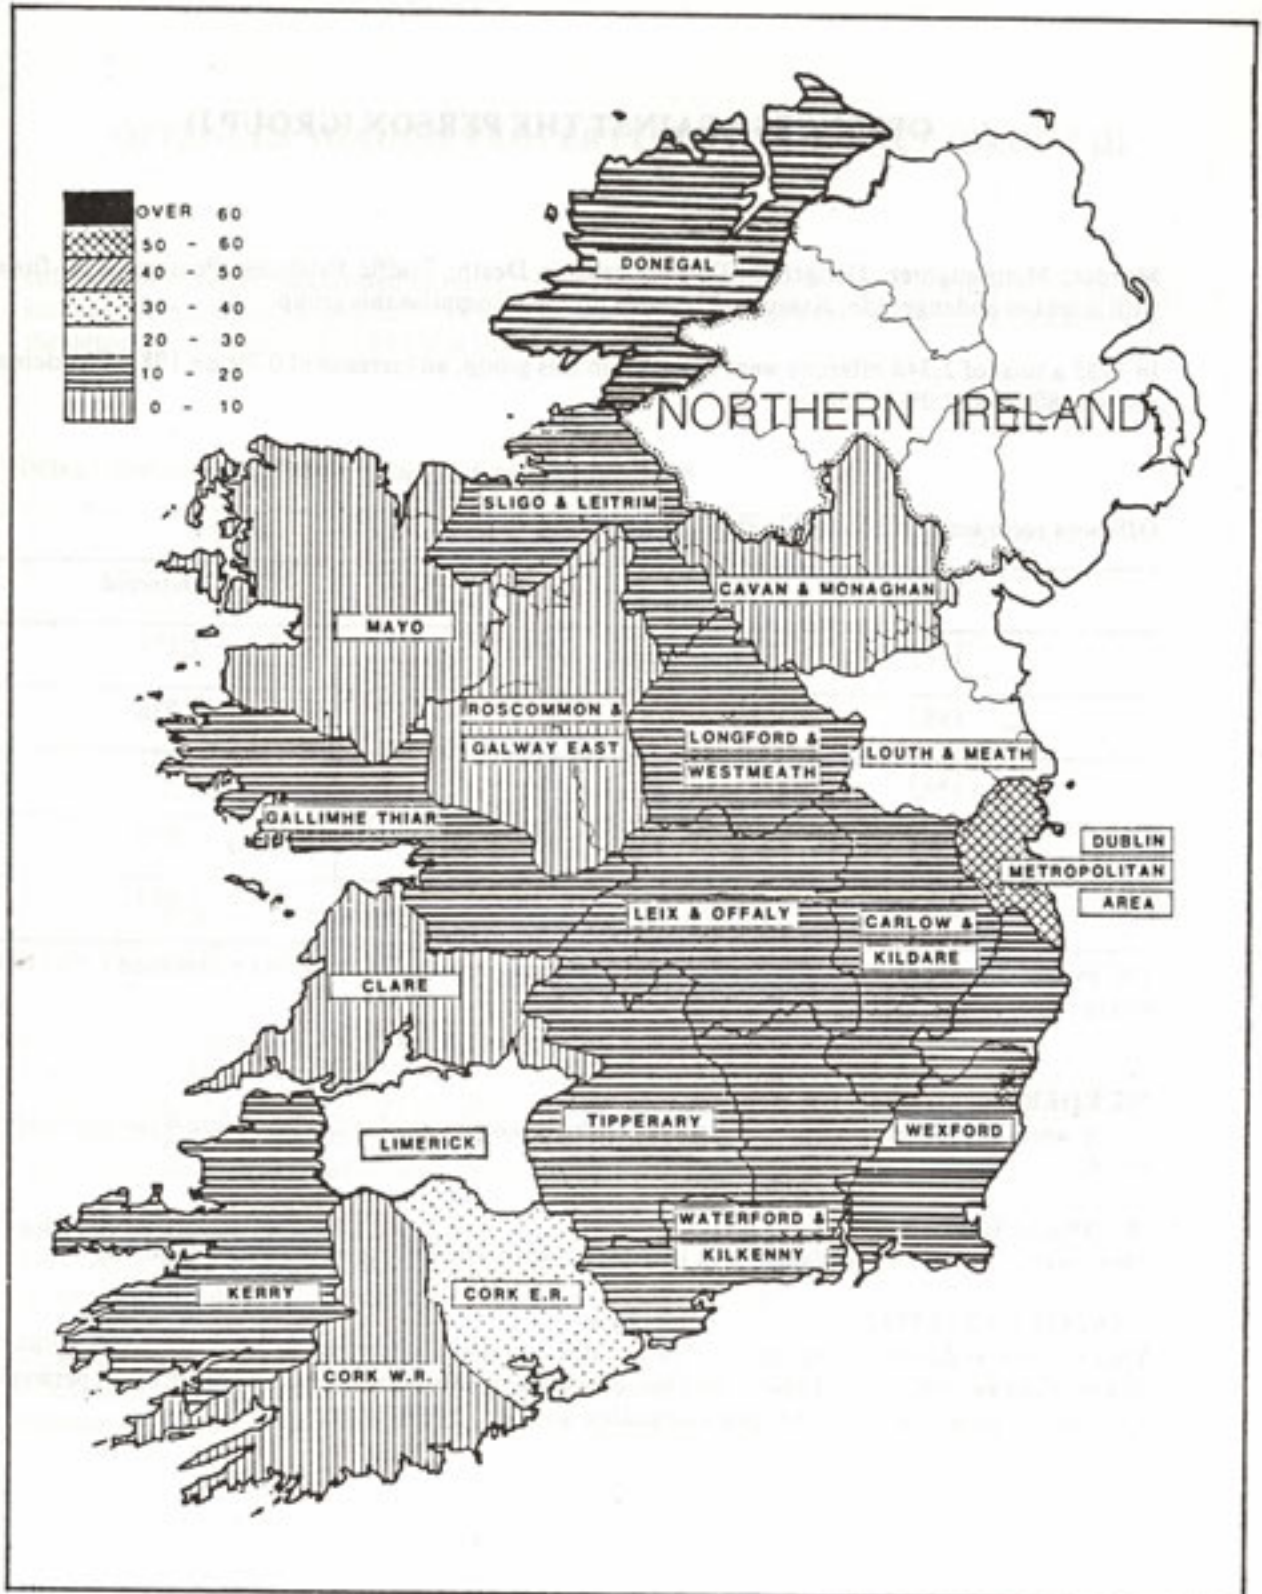 OVER 60
50 - 60
40 - 50
30 - 40
20 - 30
10 - 20
0 - 10
DONEGAL
NORTHERN IRELAND
SLIGO & LEITRIM
CAVAN & MONAGHAN
MAYO
ROSCOMMON &
GALWAY EAST
LONGFORD &
WESTMEATH
LOUTH & MEATH
GALLIMHE THIAR
DUBLIN
METROPOLITAN
AREA
LEIX & OFFALY
CARLOW &
KILDARE
CLARE
TIPPERARY
WEXFORD
LIMERICK
WATERFORD &
KILKENNY
KERRY
CORK E.R.
CORK W.R.